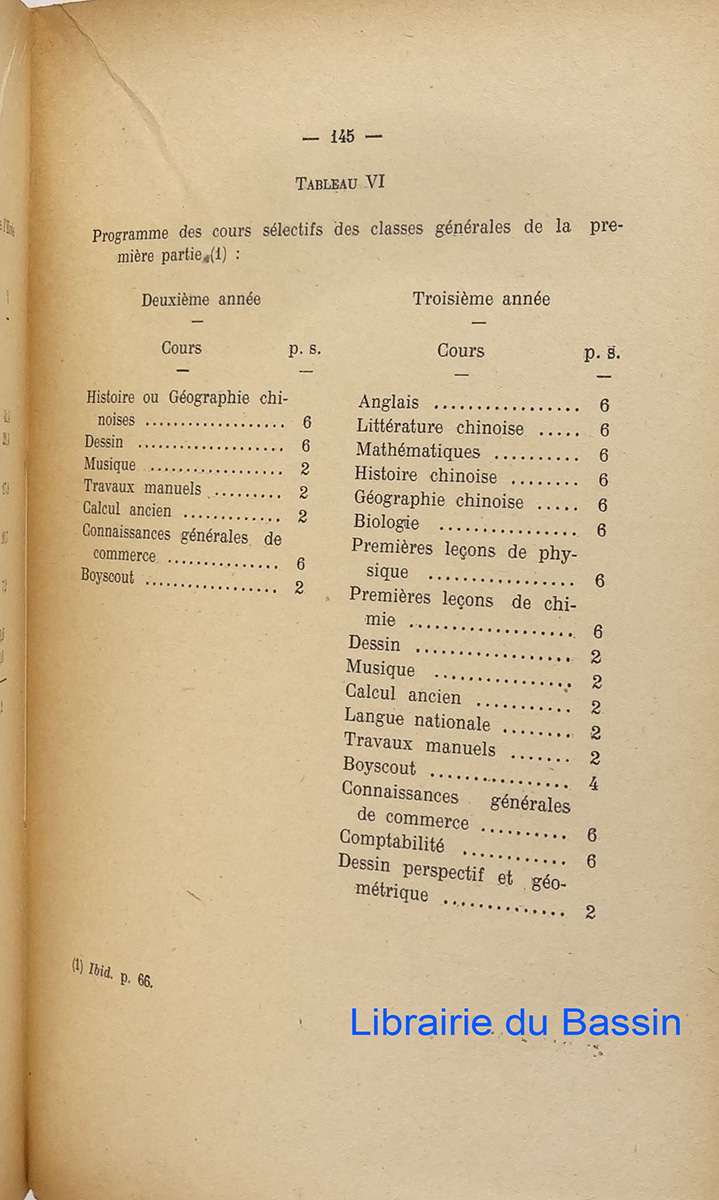 — 145 —
TABLEAU VI
Programme des cours sélectifs des classes générales de la pre-
mière partie (1) :
Deuxième année
—
Cours p. s.
— —
Histoire ou Géographie chi-
noises .................. 6
Dessin ................... 6
Musique ................. 2
Travaux manuels ......... 2
Calcul ancien ............. 2
Connaissances générales de
commerce ............... 6
Boyscout .................. 2
Troisième année
—
Cours p. s.
— —
Anglais ................. 6
Littérature chinoise ..... 6
Mathématiques .......... 6
Histoire chinoise ........ 6
Géographie chinoise ..... 6
Biologie ................ 6
Premières leçons de phy-
sique ................. 6
Premières leçons de chi-
mie .................... 6
Dessin ................... 2
Musique ................. 2
Calcul ancien ........... 2
Langue nationale ........ 2
Travaux manuels ....... 2
Boyscout ................ 4
Connaissances générales
de commerce .......... 6
Comptabilité ............ 6
Dessin perspectif et géo-
métrique .............. 2
(1) Ibid. p. 66.
Librairie du Bassin